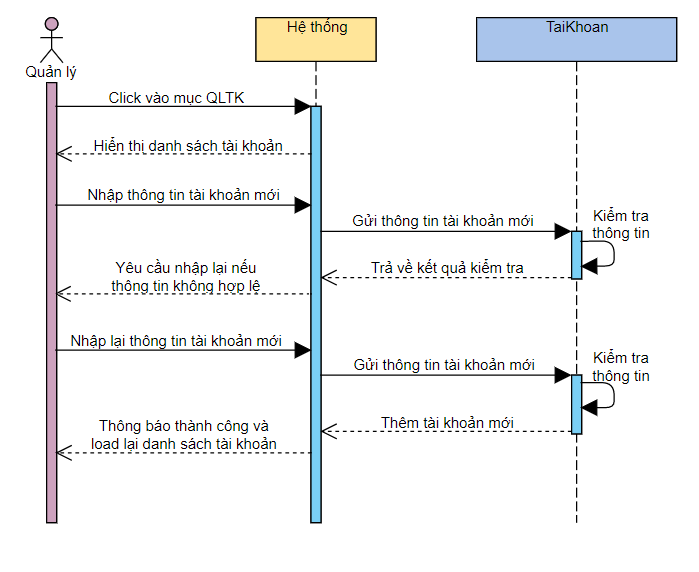 Hệ thống
TaiKhoan
Quản lý
Click vào mục QLTK
Hiển thị danh sách tài khoản
Nhập thông tin tài khoản mới
Gửi thông tin tài khoản mới
Kiểm tra
thông tin
Trả về kết quả kiểm tra
Yêu cầu nhập lại nếu
thông tin không hợp lệ
Nhập lại thông tin tài khoản mới
Gửi thông tin tài khoản mới
Kiểm tra
thông tin
Thêm tài khoản mới
Thông báo thành công và
load lại danh sách tài khoản